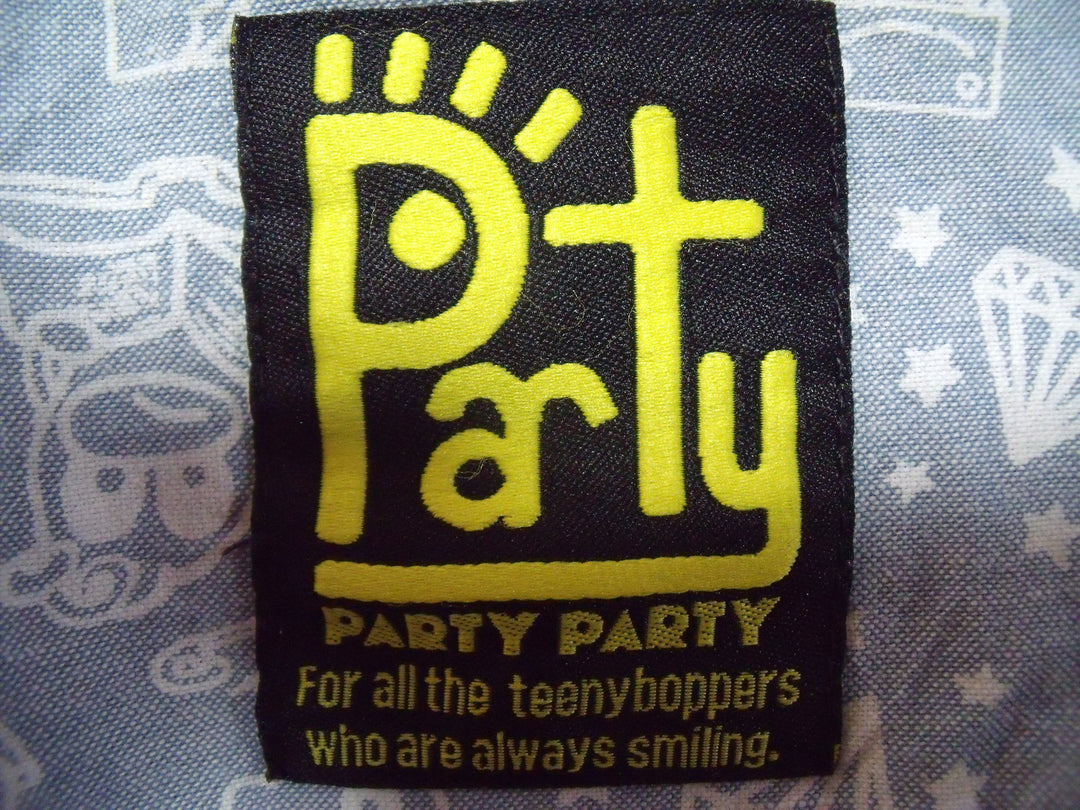 Party
PARTY PARTY
For all the teenyboppers
who are always smiling.